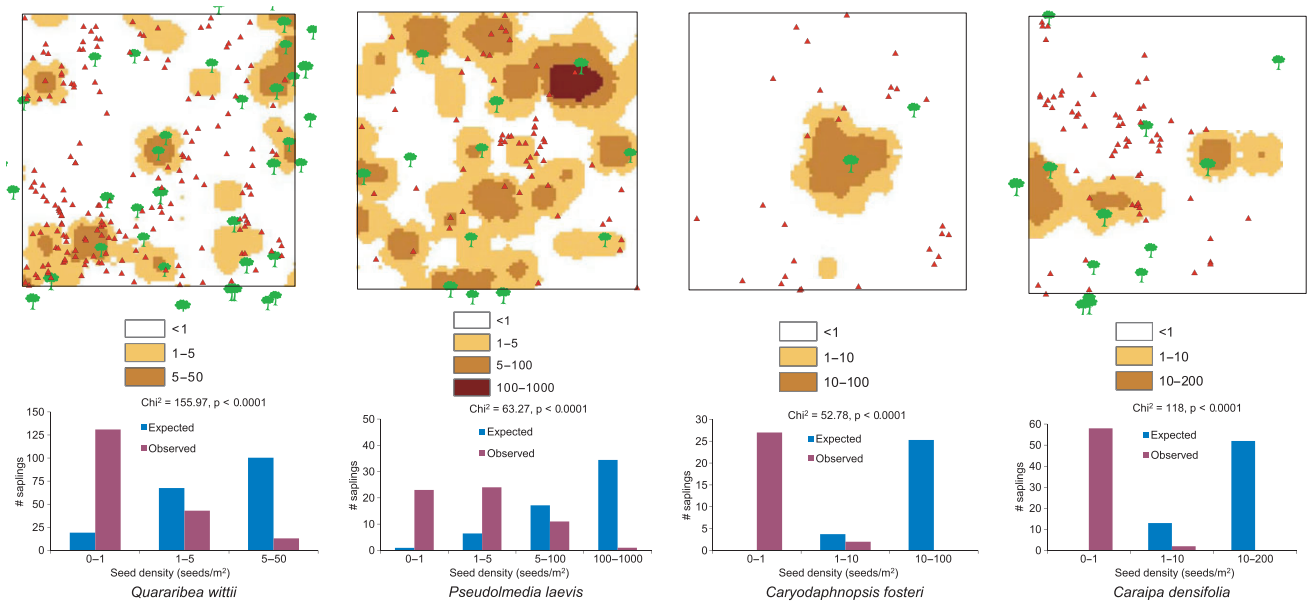 <1
1–5
5–50
Chi² = 155.97, p < 0.0001
Expected
Observed
# saplings
150
125
100
75
50
25
0
0–1
1–5
5–50
Seed density (seeds/m²)
Quararibea wittii
<1
1–5
5–100
100–1000
Chi² = 63.27, p < 0.0001
Expected
Observed
# saplings
50
40
30
20
10
0
0–1
1–5
5–100
100–1000
Seed density (seeds/m²)
Pseudolmedia laevis
<1
1–10
10–100
Chi² = 52.78, p < 0.0001
Expected
Observed
# saplings
30
25
20
15
10
5
0
0–1
1–10
10–100
Seed density (seeds/m²)
Caryodaphnopsis fosteri
<1
1–10
10–200
Chi² = 118, p < 0.0001
Expected
Observed
# saplings
60
50
40
30
20
10
0
0–1
1–10
10–200
Seed density (seeds/m²)
Caraipa densifolia